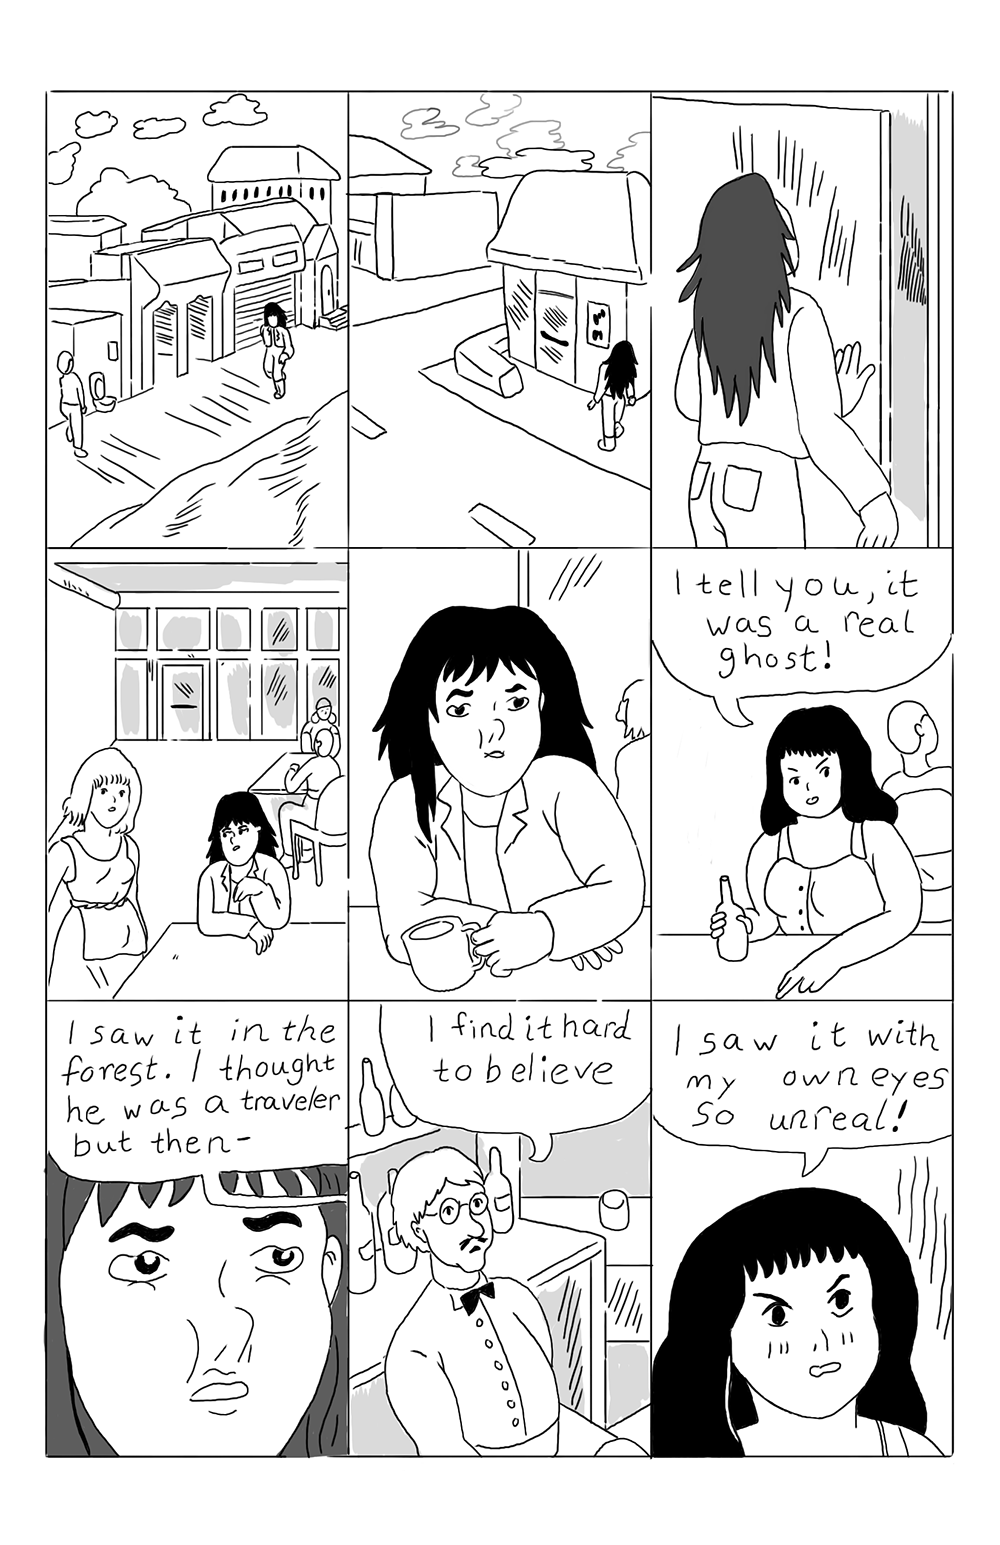 I tell you, it
was a real
ghost!
I saw it in the
forest. I thought
he was a traveler
but then-
I find it hard
to believe
I saw it with
my own eyes
So unreal!